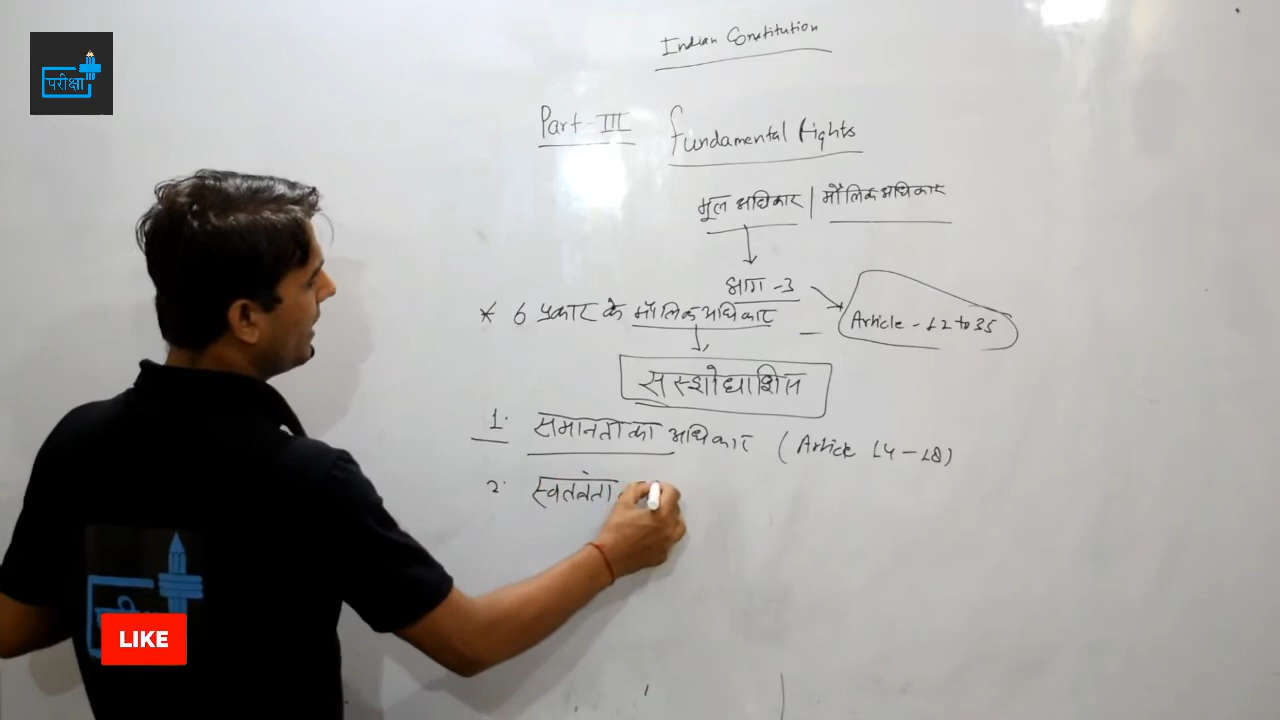 परीक्षा
Indian Constitution
Part-III Fundamental Rights
मूल अधिकार | मौलिक अधिकार
भाग -3
* 6 प्रकार के मौलिक अधिकार
Article - 12 to 35
स स्शोधाशित
1. समानता का अधिकार (Article 14-18)
2. स्वतंत्रता
LIKE